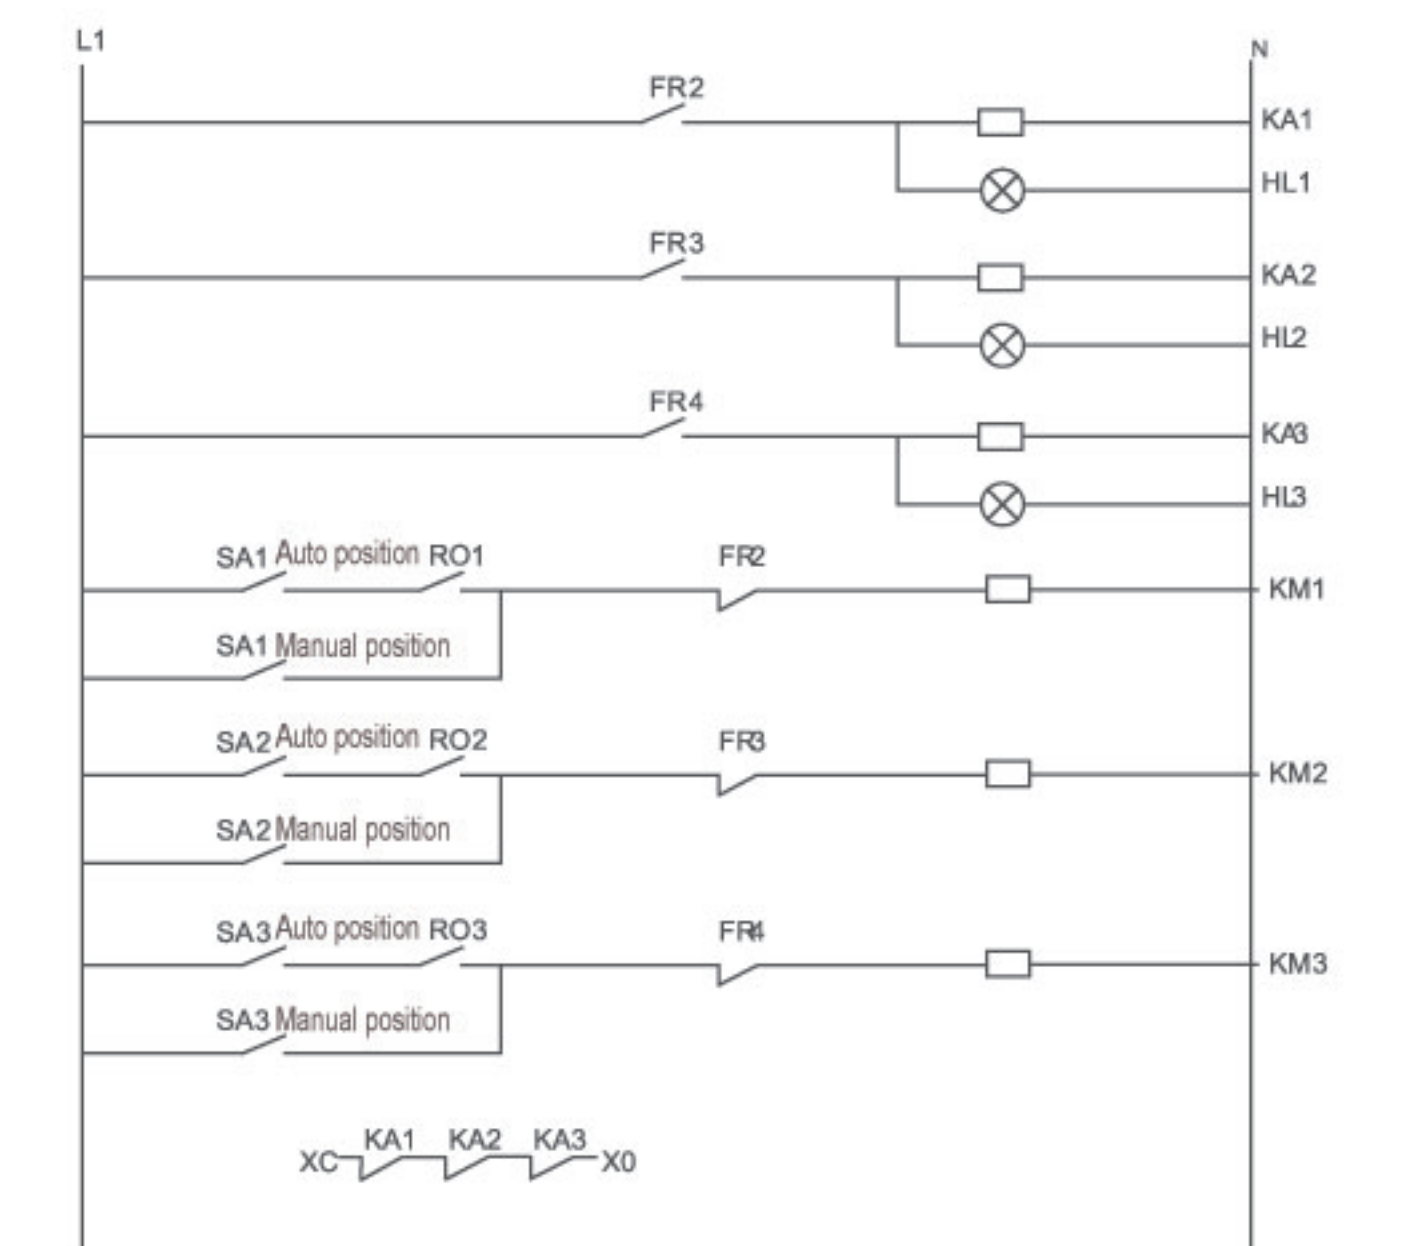 L1
N
FR2
KA1
HL1
FR3
KA2
HL2
FR4
KA3
HL3
SA1 Auto position RO1
FR2
KM1
SA1 Manual position
SA2 Auto position RO2
FR3
KM2
SA2 Manual position
SA3 Auto position RO3
FR4
KM3
SA3 Manual position
KA1 KA2 KA3
XC X0